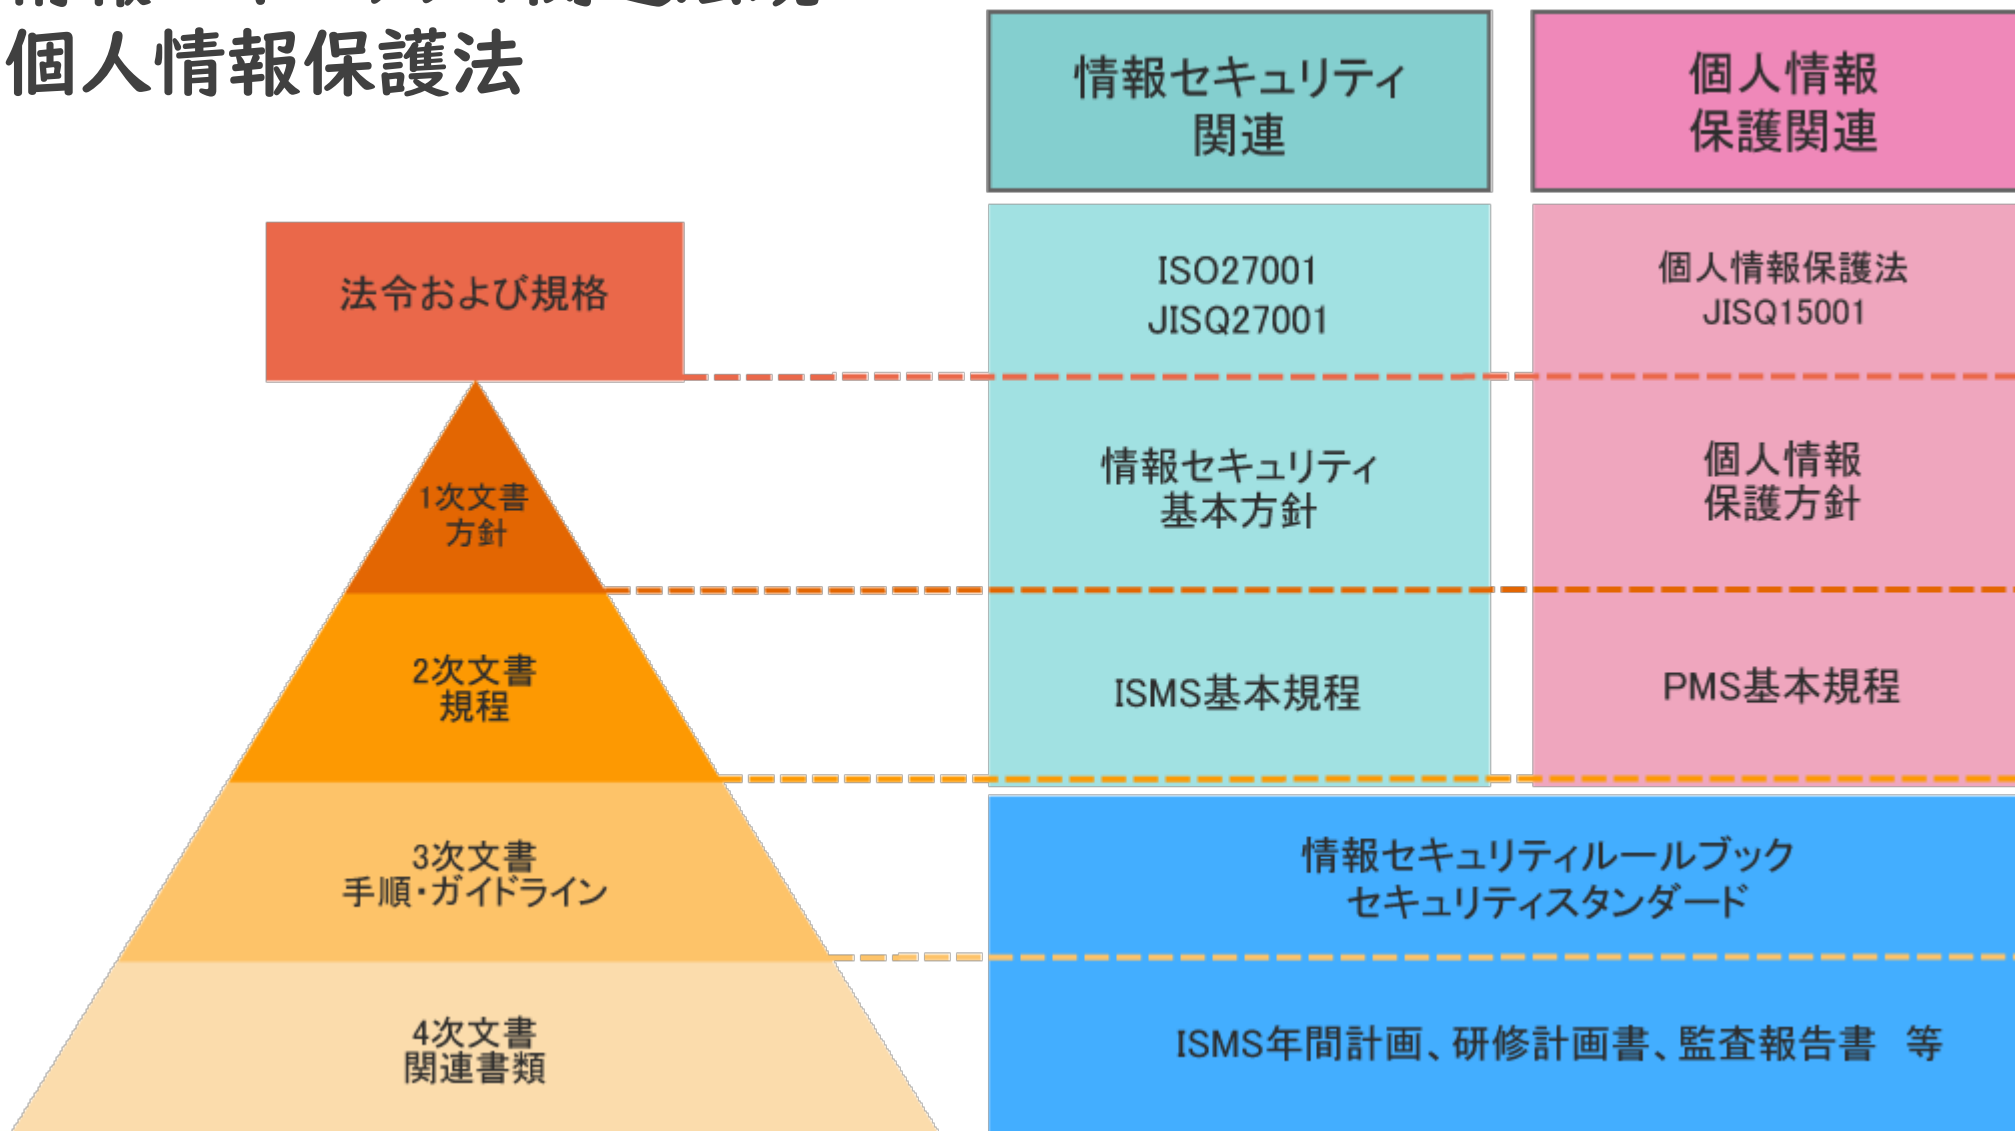 個人情報保護法
情報セキュリティ
関連
個人情報
保護関連
法令および規格
ISO27001
JISQ27001
個人情報保護法
JISQ15001
1次文書
方針
情報セキュリティ
基本方針
個人情報
保護方針
2次文書
規程
ISMS基本規程
PMS基本規程
3次文書
手順・ガイドライン
情報セキュリティルールブック
セキュリティスタンダード
4次文書
関連書類
ISMS年間計画、研修計画書、監査報告書　等